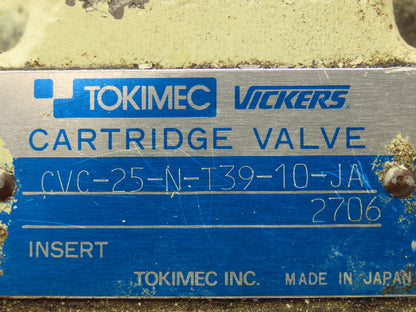 TOKIMEC VICKERS
CARTRIDGE VALVE
CVC-25-N-T39-10-JA
2706
INSERT
TOKIMEC INC. MADE IN JAPAN